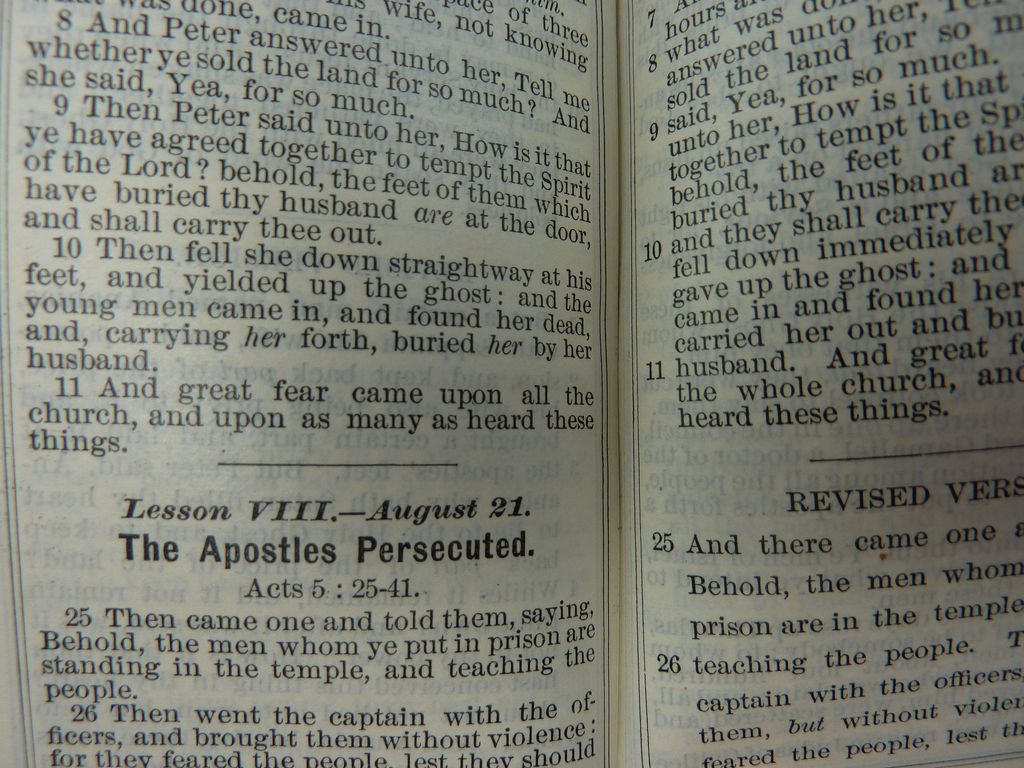 pace of three
what was done, came in.
his wife, not knowing
8 And Peter answered unto her, Tell me
whether ye sold the land for so much? And
she said, Yea, for so much.
9 Then Peter said unto her, How is it that
ye have agreed together to tempt the Spirit
of the Lord? behold, the feet of them which
have buried thy husband are at the door,
and shall carry thee out.
10 Then fell she down straightway at his
feet, and yielded up the ghost: and the
young men came in, and found her dead,
and, carrying her forth, buried her by her
husband.
11 And great fear came upon all the
church, and upon as many as heard these
things.
Lesson VIII.—August 21.
The Apostles Persecuted.
Acts 5 : 25-41.
25 Then came one and told them, saying,
Behold, the men whom ye put in prison are
standing in the temple, and teaching the
people.
26 Then went the captain with the of-
ficers, and brought them without violence:
for they feared the people, lest they should
7
hours
8 what was
answered unto her,
sold the land for so
said, Yea, for so much.
9 unto her, How is it that
together to tempt the
behold, the feet of the
buried thy husband
10 and they shall carry
fell down immediately
gave up the ghost: and
came in and found her
carried her out and
11 husband. And great
the whole church,
heard these things.
REVISED
25 And there came one
Behold, the men whom
prison are in the temple
26 teaching the people.
captain with the officers,
them, but without
feared the people, lest